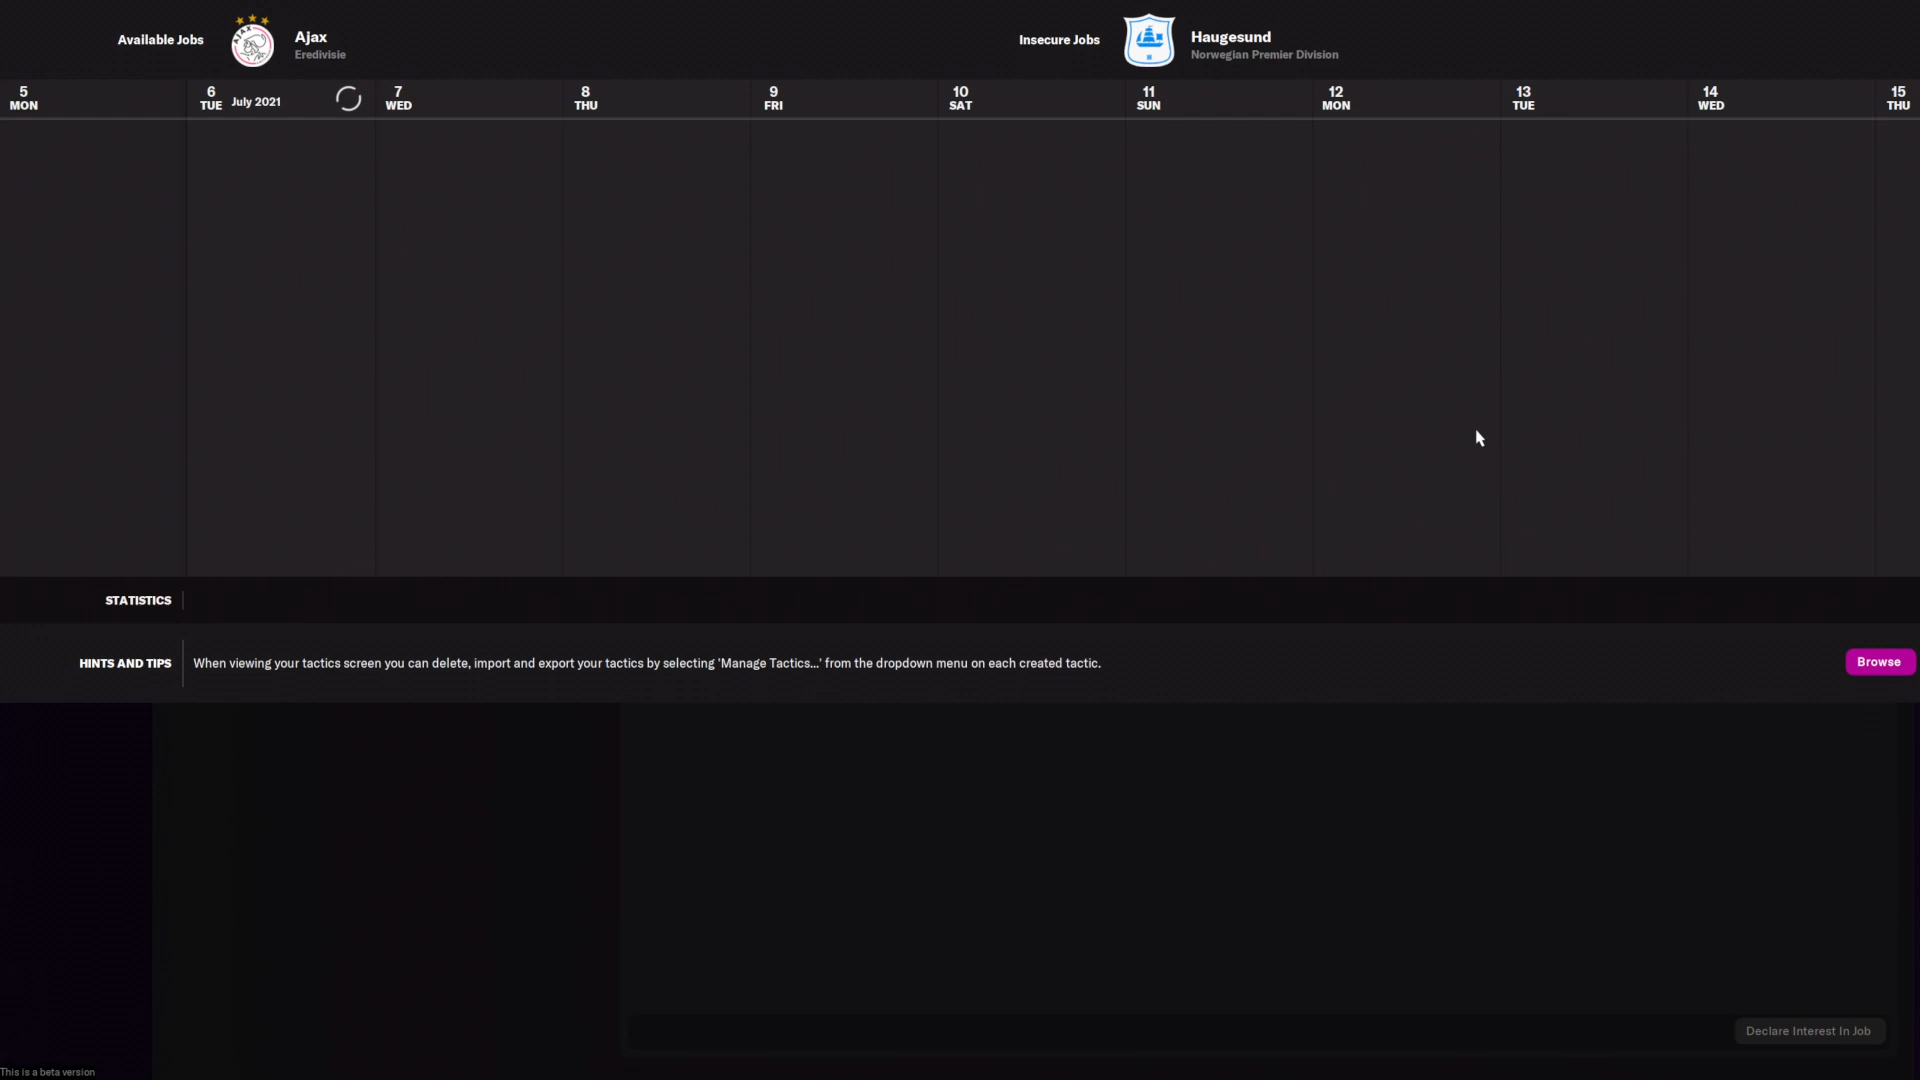 Available Jobs
AJAX
Ajax
Eredivisie
Insecure Jobs
Haugesund
Norwegian Premier Division
5
MON
6
TUE July 2021
7
WED
8
THU
9
FRI
10
SAT
11
SUN
12
MON
13
TUE
14
WED
15
THU
STATISTICS
HINTS AND TIPS
When viewing your tactics screen you can delete, import and export your tactics by selecting 'Manage Tactics...' from the dropdown menu on each created tactic.
Browse
Declare Interest In Job
This is a beta version